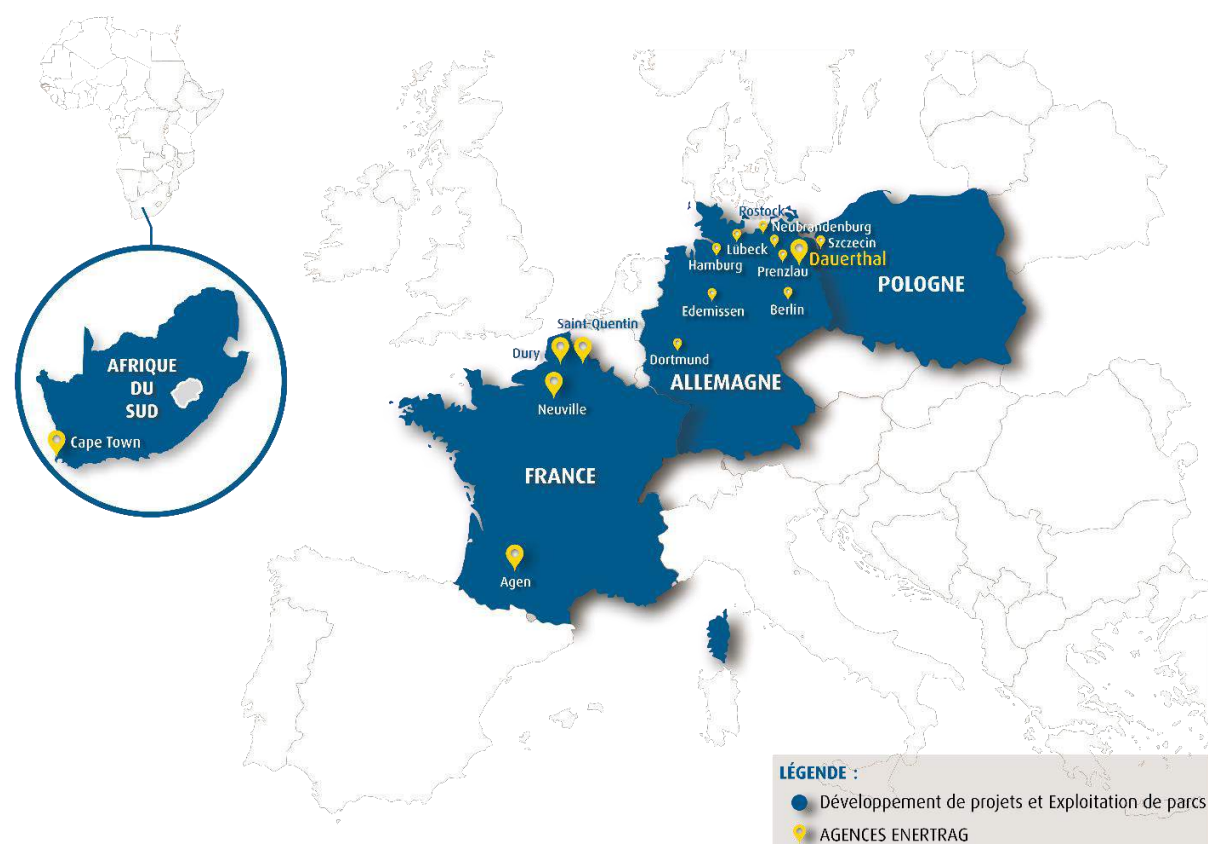 Rostock
Neubrandenburg
Lübeck
Szczecin
Hamburg
Dauerthal
Prenzlau
POLOGNE
Edemissen
Berlin
Saint-Quentin
Dury
Dortmund
ALLEMAGNE
Neuville
AFRIQUE
DU
SUD
Cape Town
FRANCE
Agen
LÉGENDE :
Développement de projets et Exploitation de parcs
AGENCES ENERTRAG